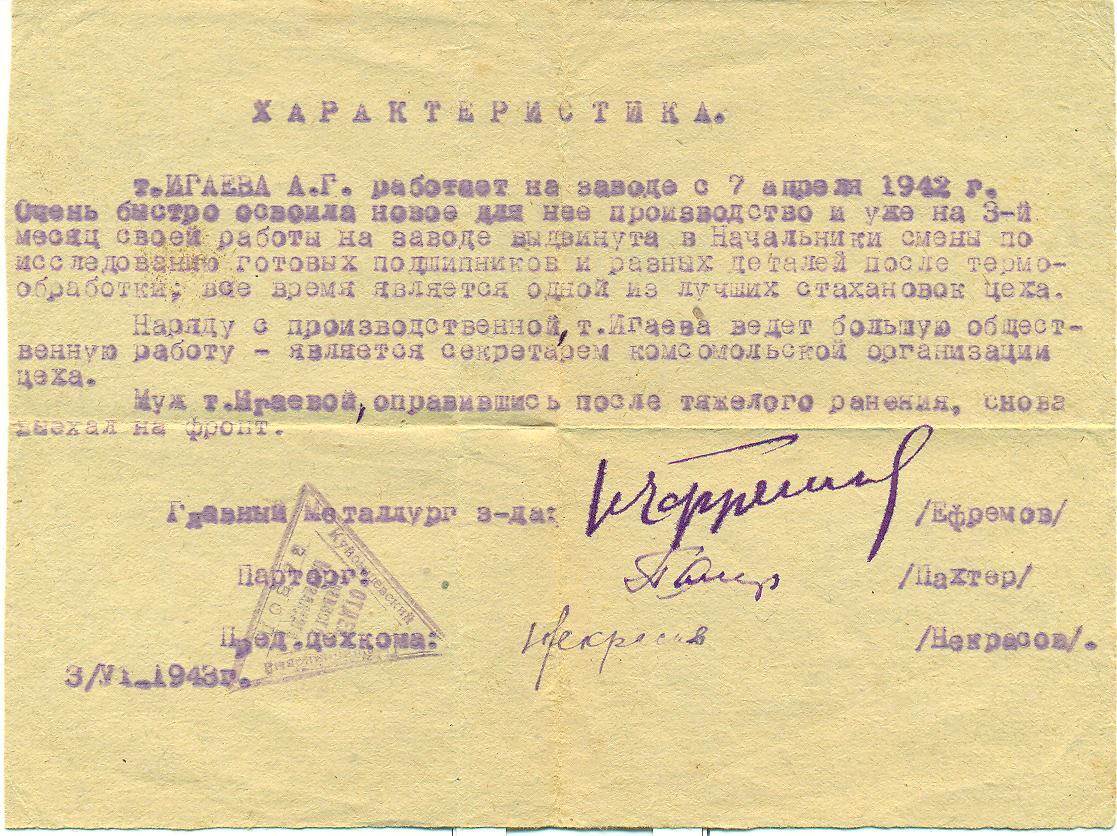 ХАРАКТЕРИСТИКА.
т.ИГАЕВА А.Г. работает на заводе с 7 апреля 1942 г.
Очень быстро освоила новое для нее производство и уже на 3-й
месяц своей работы на заводе выдвинута в Начальники смены по
исследованию готовых подшипников и разных деталей после термо-
обработки; все время является одной из лучших стахановок цеха.
Наряду с производственной, т.Игаева ведет большую общест-
венную работу - является секретарем комсомольской организации
цеха.
Муж т.Игаевой, оправившись после тяжелого ранения, снова
выехал на фронт.
Главный Металлург з-да: /Ефремов/
Парторг: /Пахтер/
Пред.цехкома: Некрасов /Некрасов/.
3/VI-1943г.
Куйбышевский
ОТДЕЛ